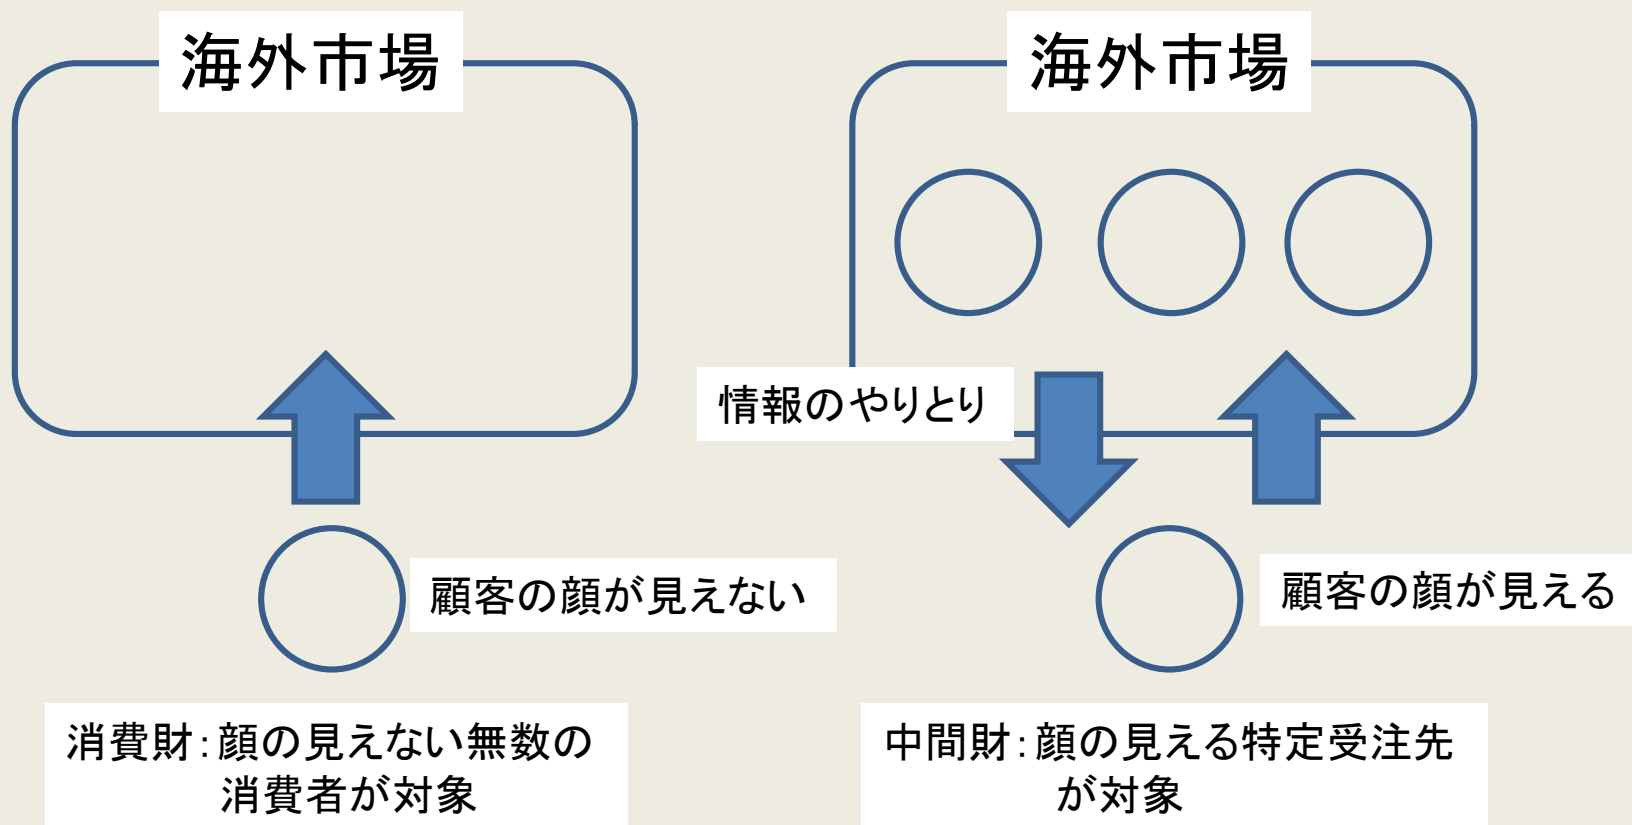 海外市場
顧客の顔が見えない
消費財:顔の見えない無数の
消費者が対象
海外市場
情報のやりとり
顧客の顔が見える
中間財:顔の見える特定受注先
が対象